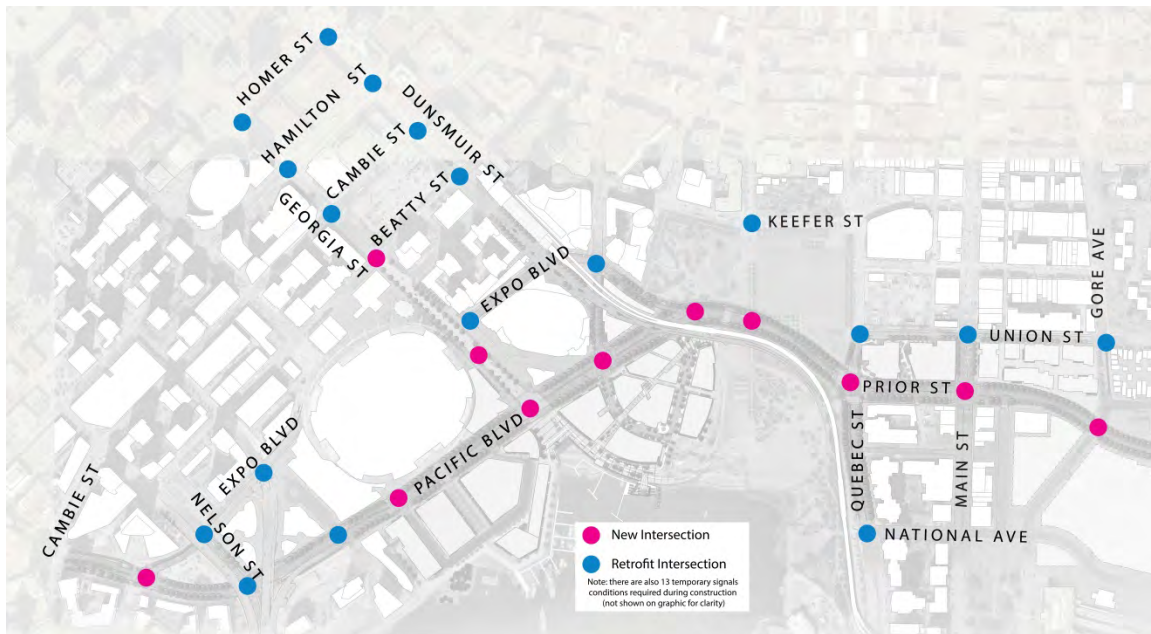 HOMER ST
HAMILTON ST
DUNSMUIR ST
CAMBIE ST
BEATTY ST
GEORGIA ST
KEEFER ST
EXPO BLVD
GORE AVE
UNION ST
PRIOR ST
PACIFIC BLVD
QUEBEC ST
MAIN ST
EXPO BLVD
CAMBIE ST
NELSON ST
NATIONAL AVE
New Intersection
Retrofit Intersection
Note: there are also 13 temporary signals
conditions required during construction
(not shown on graphic for clarity)